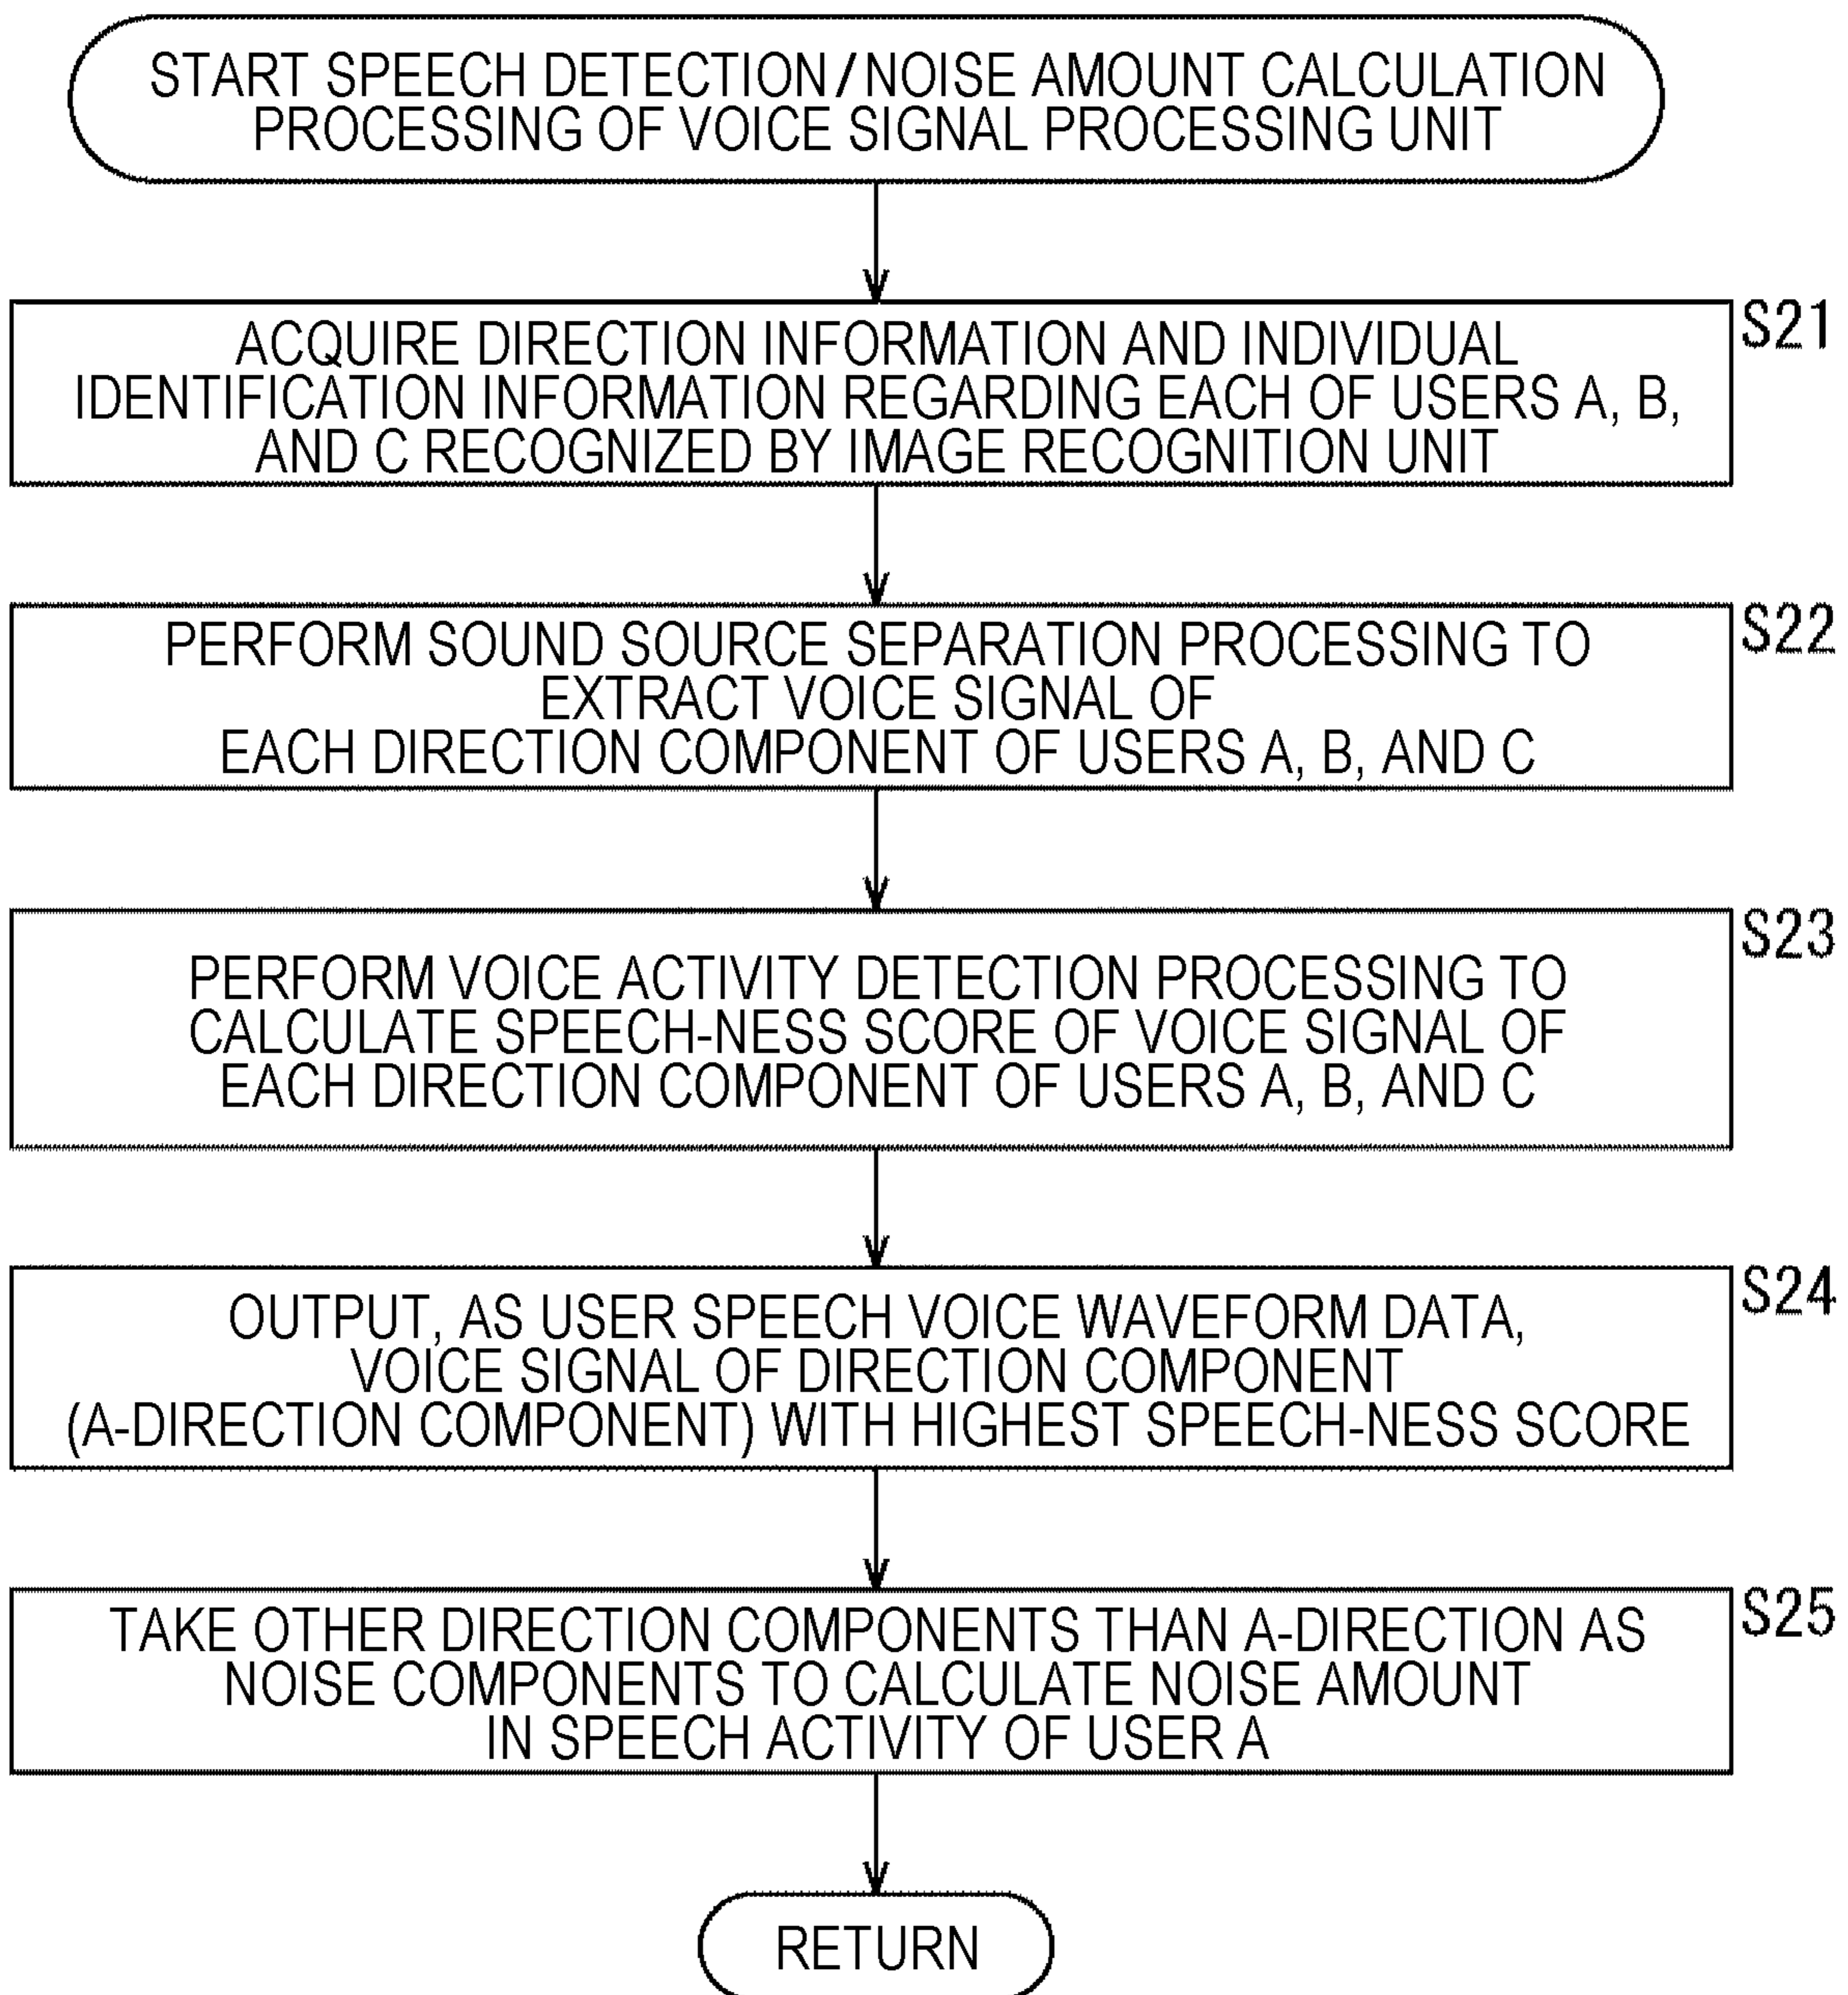 START SPEECH DETECTION/NOISE AMOUNT CALCULATION
PROCESSING OF VOICE SIGNAL PROCESSING UNIT
S21
ACQUIRE DIRECTION INFORMATION AND INDIVIDUAL
IDENTIFICATION INFORMATION REGARDING EACH OF USERS A, B,
AND C RECOGNIZED BY IMAGE RECOGNITION UNIT
S22
PERFORM SOUND SOURCE SEPARATION PROCESSING TO
EXTRACT VOICE SIGNAL OF
EACH DIRECTION COMPONENT OF USERS A, B, AND C
S23
PERFORM VOICE ACTIVITY DETECTION PROCESSING TO
CALCULATE SPEECH-NESS SCORE OF VOICE SIGNAL OF
EACH DIRECTION COMPONENT OF USERS A, B, AND C
S24
OUTPUT, AS USER SPEECH VOICE WAVEFORM DATA,
VOICE SIGNAL OF DIRECTION COMPONENT
(A-DIRECTION COMPONENT) WITH HIGHEST SPEECH-NESS SCORE
S25
TAKE OTHER DIRECTION COMPONENTS THAN A-DIRECTION AS
NOISE COMPONENTS TO CALCULATE NOISE AMOUNT
IN SPEECH ACTIVITY OF USER A
RETURN